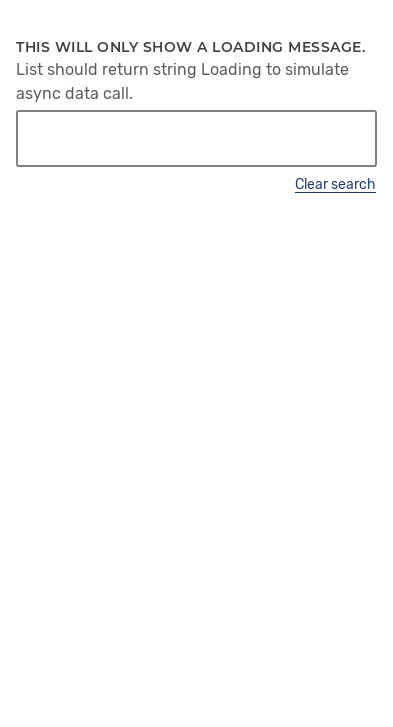 THIS WILL ONLY SHOW A LOADING MESSAGE.
List should return string Loading to simulate
async data call.
Clear search